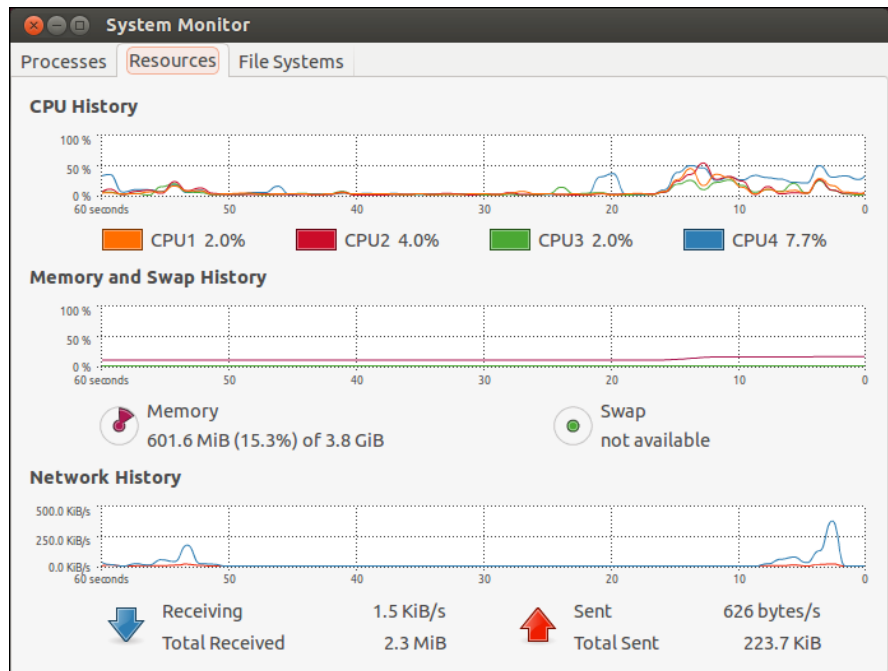 System Monitor
Processes Resources File Systems
CPU History
100 %
50 %
0 %
60 seconds 50 40 30 20 10 0
CPU1 2.0% CPU2 4.0% CPU3 2.0% CPU4 7.7%
Memory and Swap History
100 %
50 %
0 %
60 seconds 50 40 30 20 10 0
Memory Swap
601.6 MiB (15.3%) of 3.8 GiB not available
Network History
500.0 KiB/s
250.0 KiB/s
0.0 KiB/s
60 seconds 50 40 30 20 10 0
Receiving 1.5 KiB/s Sent 626 bytes/s
Total Received 2.3 MiB Total Sent 223.7 KiB